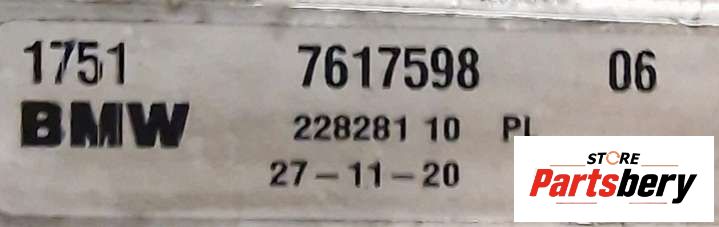 1751 7617598 06
BMW 228281 10 PL
27-11-20
STORE
Partsbery